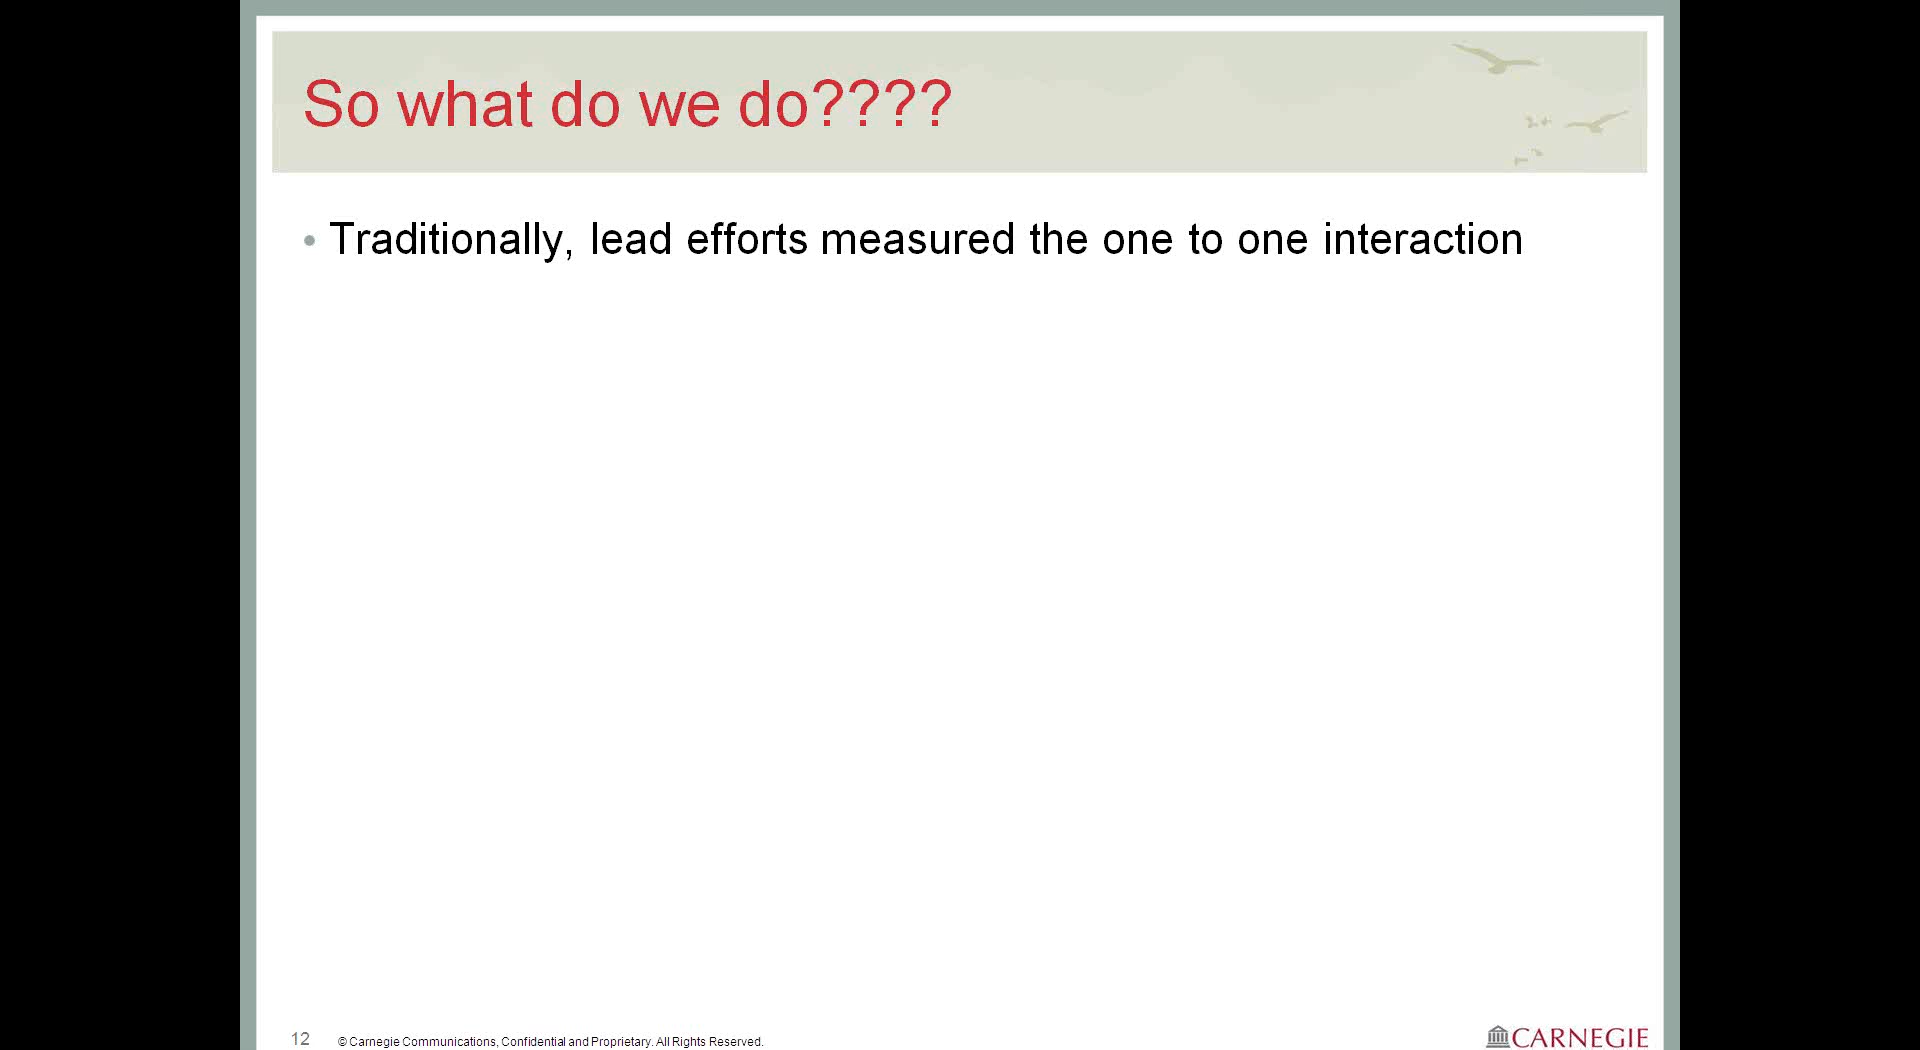 So what do we do????
• Traditionally, lead efforts measured the one to one interaction
12
© Carnegie Communications, Confidential and Proprietary. All Rights Reserved.
CARNEGIE